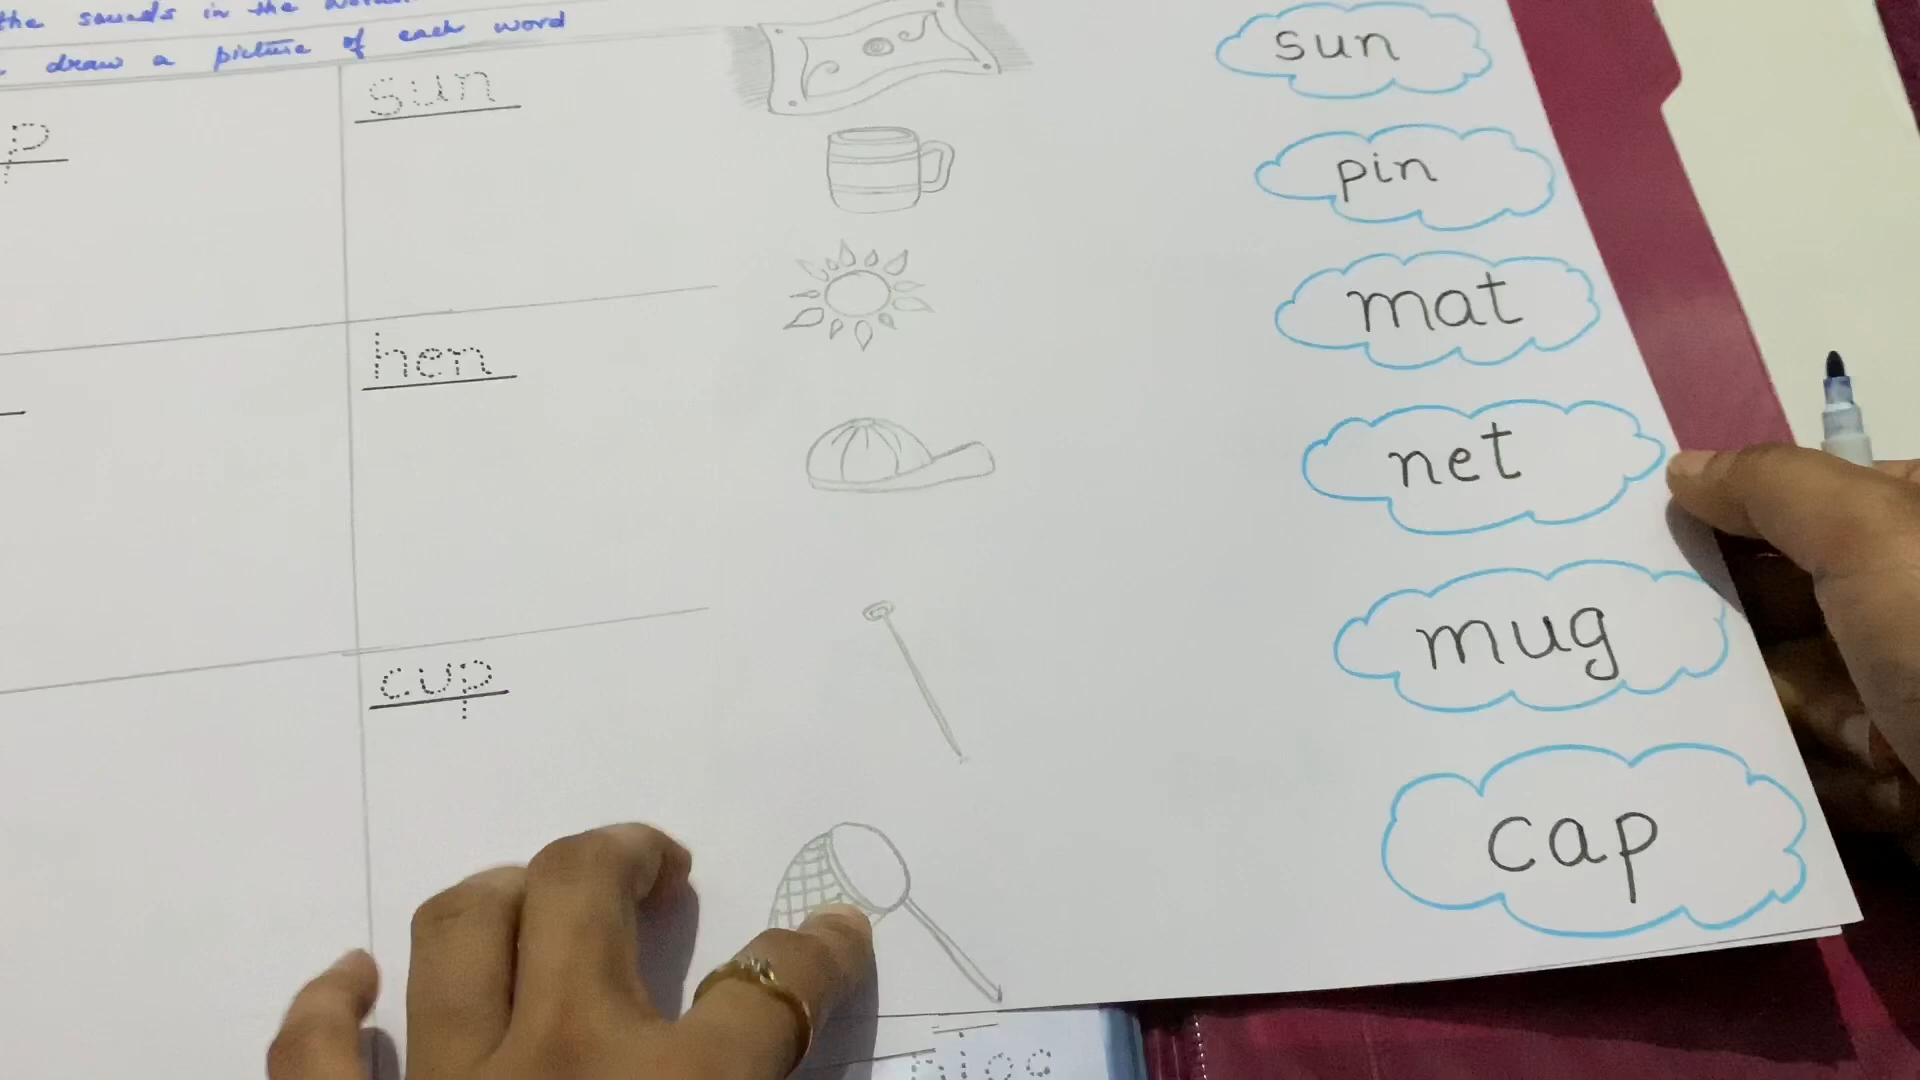 the sounds in the
draw a picture of each word
p
sun
hen
cup
sun
pin
mat
net
mug
cap